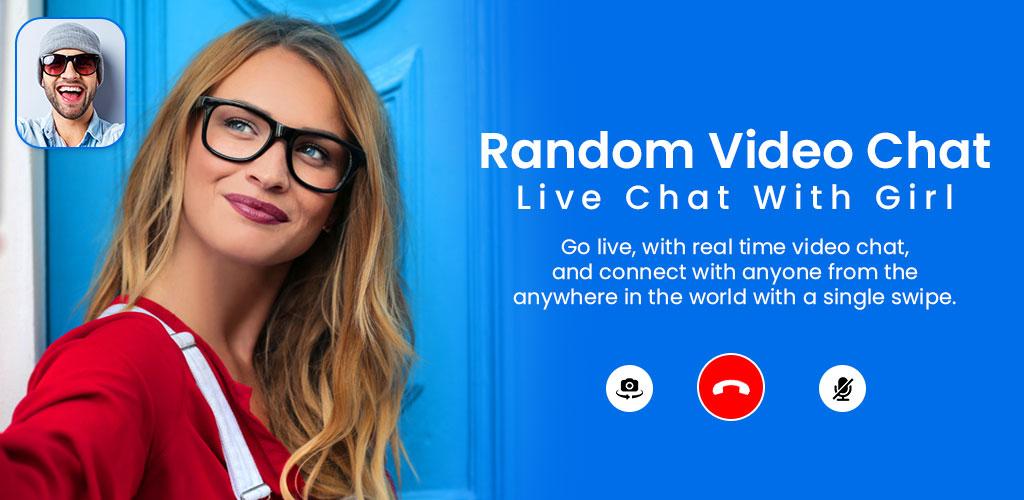 Random Video Chat
Live Chat With Girl
Go live, with real time video chat,
and connect with anyone from the
anywhere in the world with a single swipe.